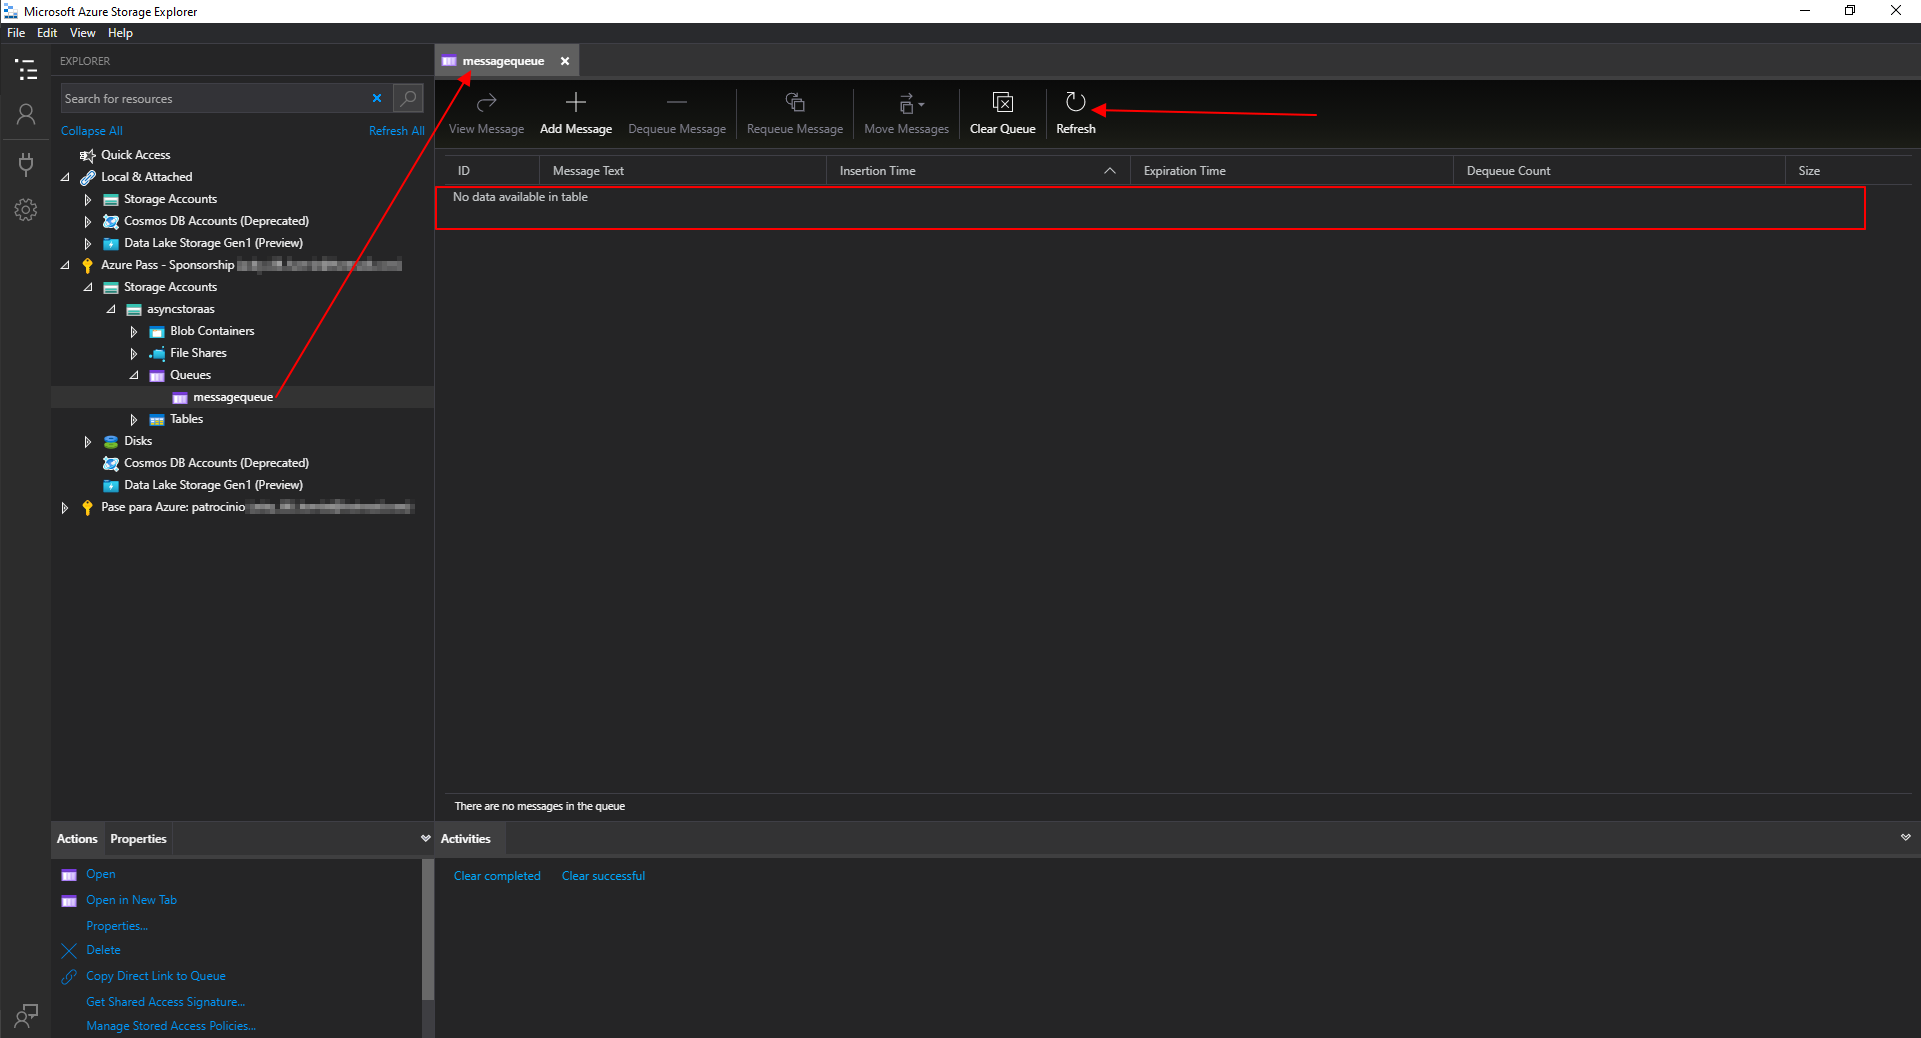 Microsoft Azure Storage Explorer
File Edit View Help
EXPLORER
Search for resources
Collapse All Refresh All
Quick Access
Local & Attached
Storage Accounts
Cosmos DB Accounts (Deprecated)
Data Lake Storage Gen1 (Preview)
Azure Pass - Sponsorship
Storage Accounts
asyncstoraas
Blob Containers
File Shares
Queues
messagequeue
Tables
Disks
Cosmos DB Accounts (Deprecated)
Data Lake Storage Gen1 (Preview)
Pase para Azure: patrocinio
messagequeue
View Message Add Message Dequeue Message Requeue Message Move Messages Clear Queue Refresh
ID Message Text Insertion Time Expiration Time Dequeue Count Size
No data available in table
There are no messages in the queue
Actions Properties
Open
Open in New Tab
Properties...
Delete
Copy Direct Link to Queue
Get Shared Access Signature...
Manage Stored Access Policies...
Activities
Clear completed Clear successful